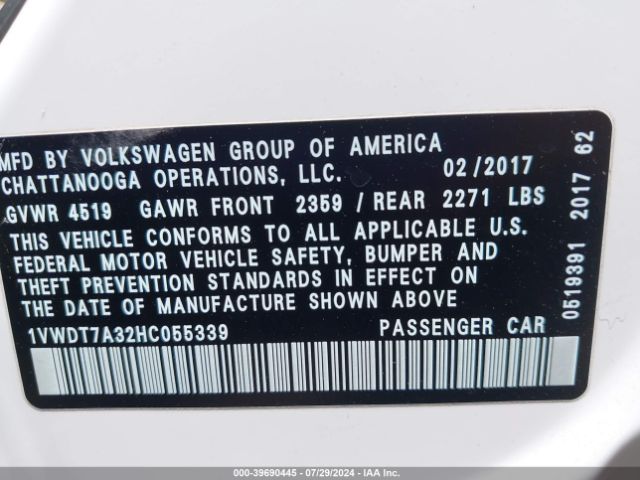 MFD BY VOLKSWAGEN GROUP OF AMERICA
CHATTANOOGA OPERATIONS, LLC. 02/2017
GVWR 4519 GAWR FRONT 2359 / REAR 2271 LBS
THIS VEHICLE CONFORMS TO ALL APPLICABLE U.S.
FEDERAL MOTOR VEHICLE SAFETY, BUMPER AND
THEFT PREVENTION STANDARDS IN EFFECT ON
THE DATE OF MANUFACTURE SHOWN ABOVE
1VWDT7A32HC055339 PASSENGER CAR
0519391 2017 62
000-39690445 - 07/29/2024 - IAAI.COM